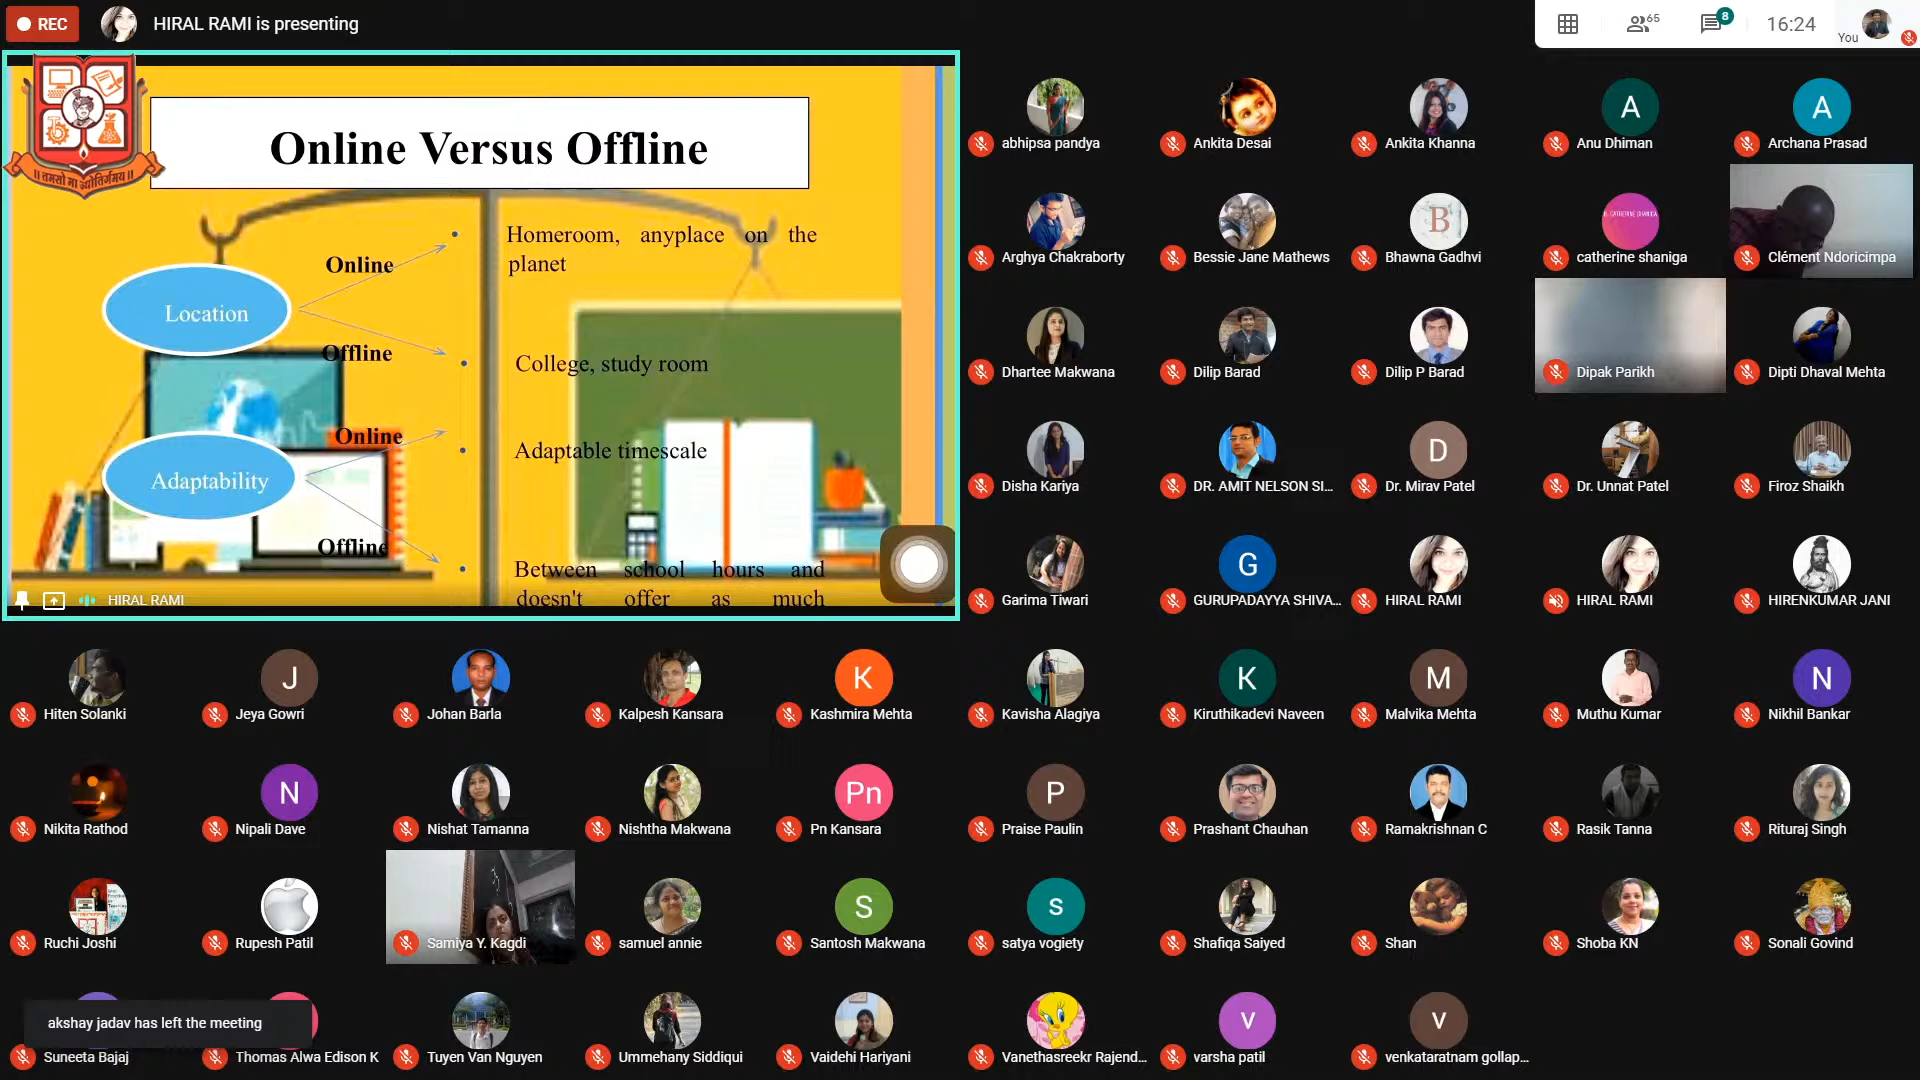 REC
HIRAL RAMI is presenting
65
8
16:24
You
॥ तमसो मा ज्योतिर्गमय ॥
Online Versus Offline
Location
Online
Homeroom, anyplace on the
planet
Offline
College, study room
Adaptability
Online
Adaptable timescale
Offline
Between school hours and
doesn't offer as much
HIRAL RAMI
abhipsa pandya
Ankita Desai
Ankita Khanna
A
Anu Dhiman
A
Archana Prasad
Arghya Chakraborty
Bessie Jane Mathews
B
Bhawna Gadhvi
catherine shaniga
Clément Ndoricimpa
Dhartee Makwana
Dilip Barad
Dilip P Barad
Dipak Parikh
Dipti Dhaval Mehta
Disha Kariya
DR. AMIT NELSON SI...
D
Dr. Mirav Patel
Dr. Unnat Patel
Firoz Shaikh
Garima Tiwari
G
GURUPADAYYA SHIVA...
HIRAL RAMI
HIRAL RAMI
HIRENKUMAR JANI
Hiten Solanki
J
Jeya Gowri
Johan Barla
Kalpesh Kansara
K
Kashmira Mehta
Kavisha Alagiya
K
Kiruthikadevi Naveen
M
Malvika Mehta
Muthu Kumar
N
Nikhil Bankar
Nikita Rathod
N
Nipali Dave
Nishat Tamanna
Nishtha Makwana
Pn
Pn Kansara
P
Praise Paulin
Prashant Chauhan
Ramakrishnan C
Rasik Tanna
Rituraj Singh
Ruchi Joshi
Rupesh Patil
Samiya Y. Kagdi
samuel annie
S
Santosh Makwana
s
satya vogiety
Shafiqa Saiyed
Shan
Shoba KN
Sonali Govind
akshay jadav has left the meeting
Suneeta Bajaj
Thomas Alwa Edison K
Tuyen Van Nguyen
Ummehany Siddiqui
Vaidehi Hariyani
Vanethasreekr Rajend...
v
varsha patil
v
venkataratnam gollap...